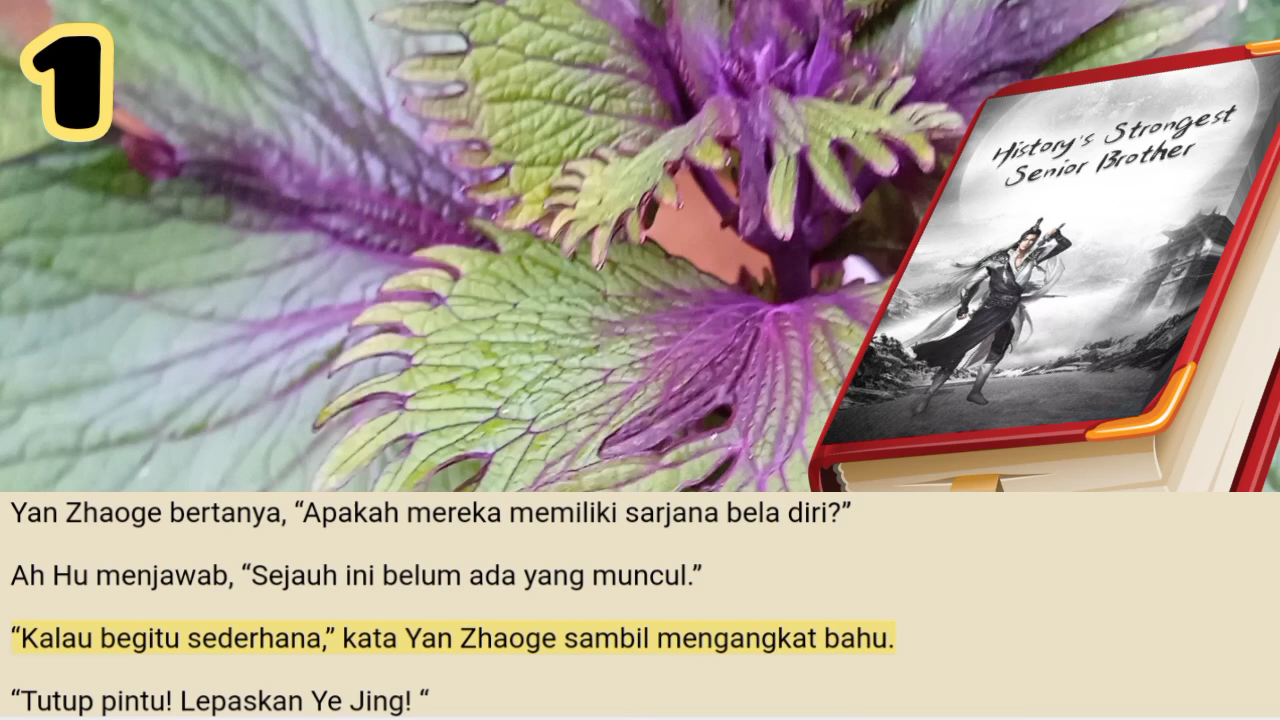 1
History's Strongest
Senior Brother
Yan Zhaoge bertanya, “Apakah mereka memiliki sarjana bela diri?”
Ah Hu menjawab, “Sejauh ini belum ada yang muncul.”
“Kalau begitu sederhana,” kata Yan Zhaoge sambil mengangkat bahu.
“Tutup pintu! Lepaskan Ye Jing! “